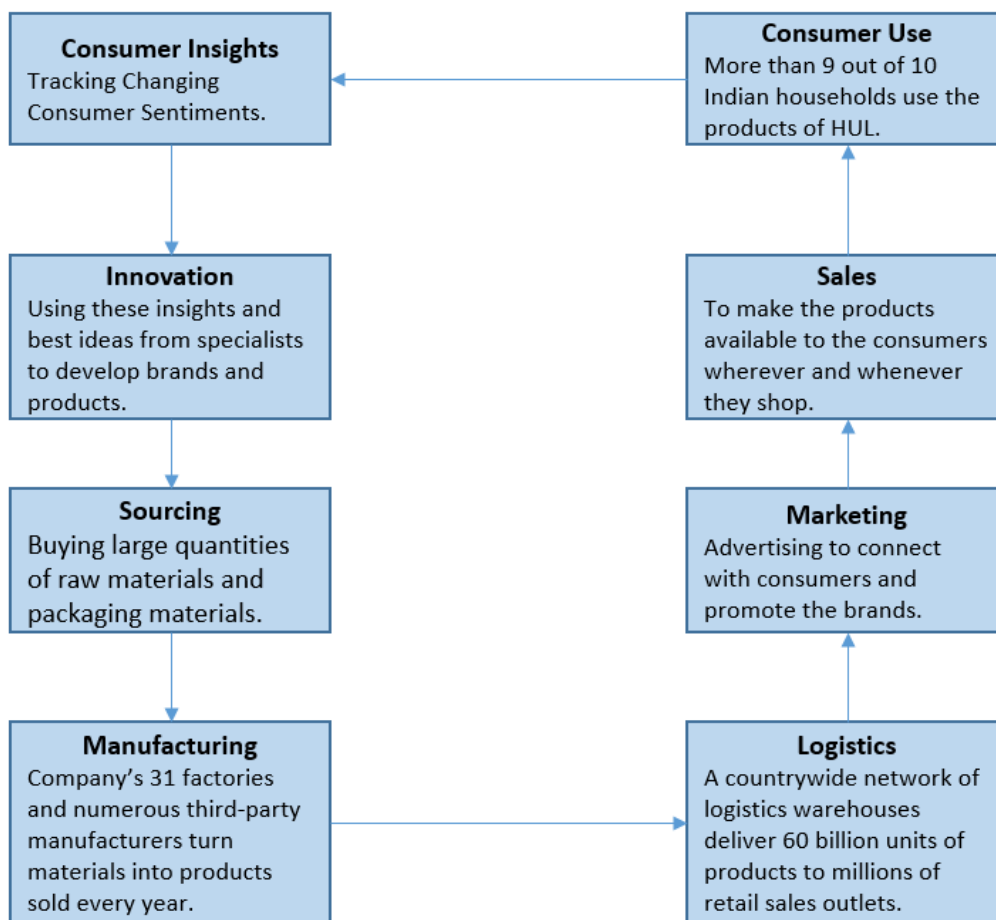 Consumer Insights
Tracking Changing
Consumer Sentiments.
Innovation
Using these insights and
best ideas from specialists
to develop brands and
products.
Sourcing
Buying large quantities
of raw materials and
packaging materials.
Manufacturing
Company’s 31 factories
and numerous third-party
manufacturers turn
materials into products
sold every year.
Logistics
A countrywide network of
logistics warehouses
deliver 60 billion units of
products to millions of
retail sales outlets.
Marketing
Advertising to connect
with consumers and
promote the brands.
Sales
To make the products
available to the consumers
wherever and whenever
they shop.
Consumer Use
More than 9 out of 10
Indian households use the
products of HUL.